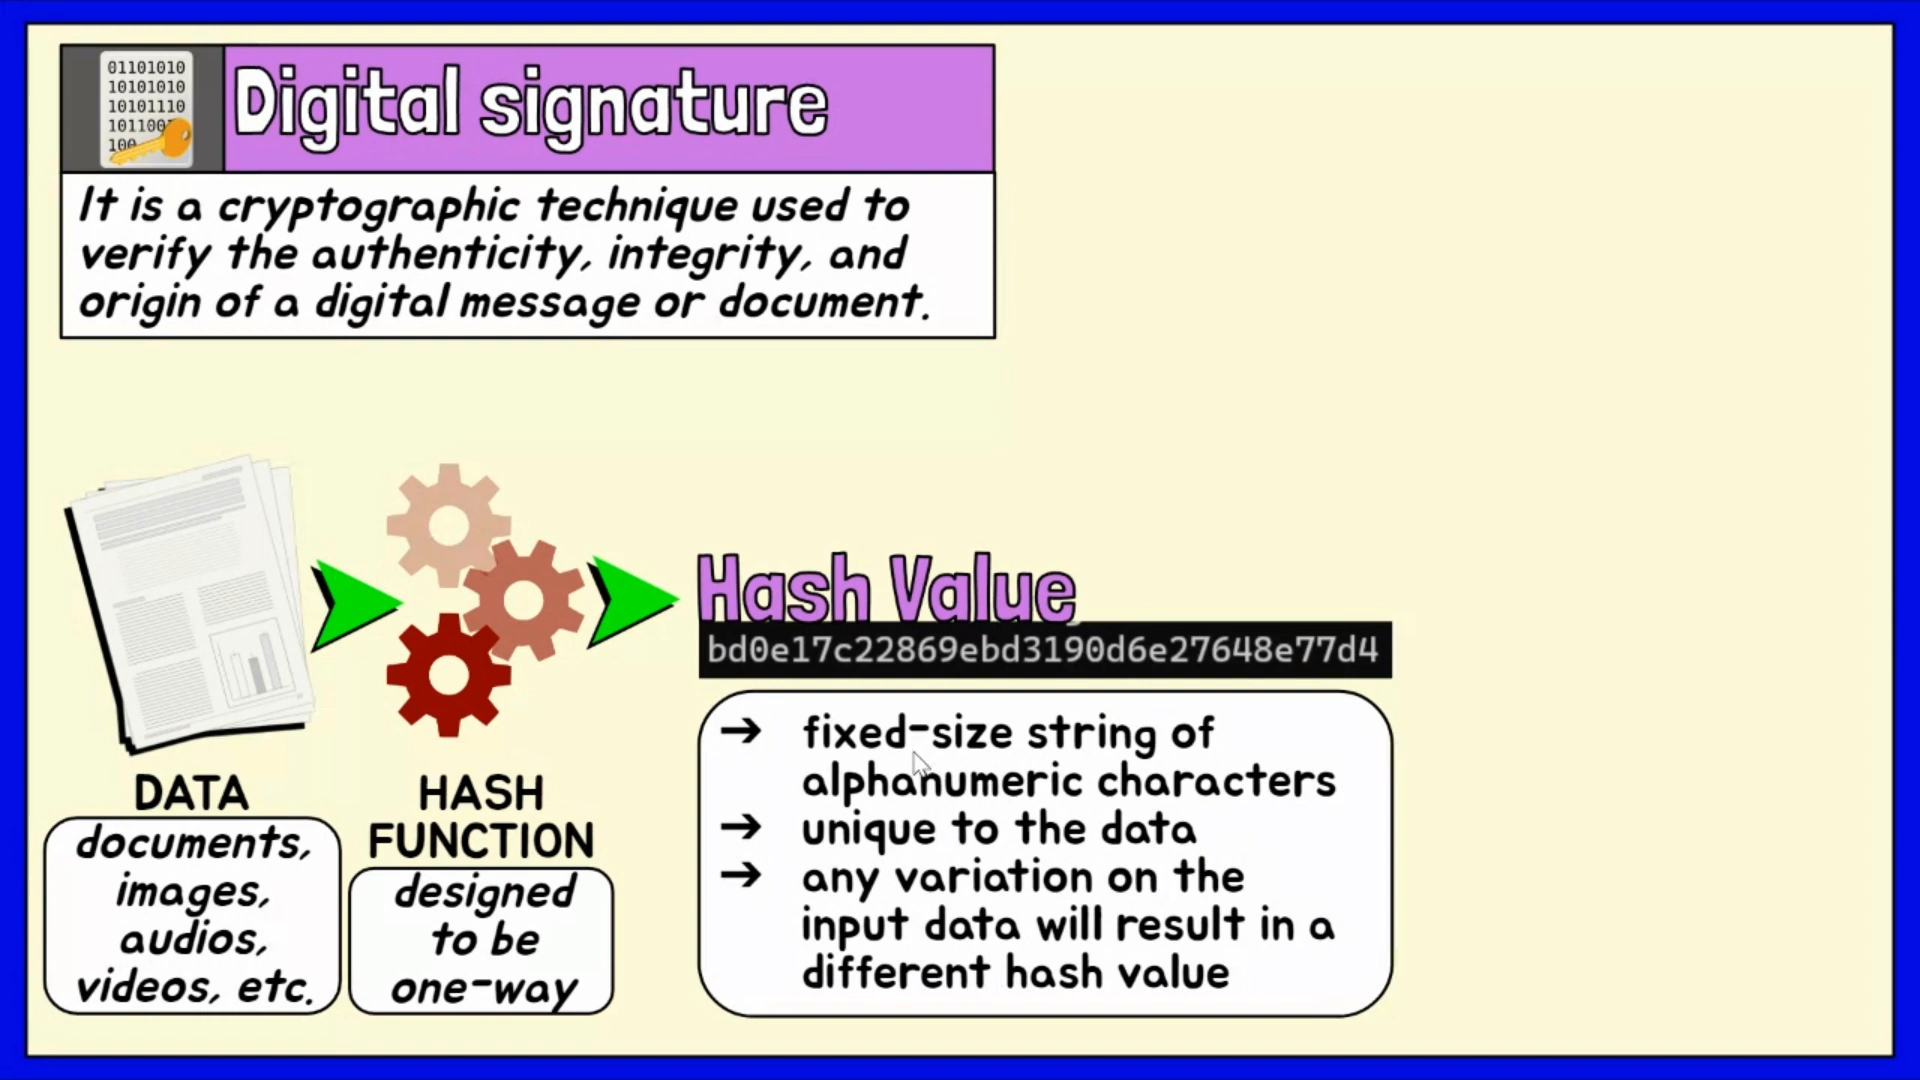 01101010
10101010
10101110
101100
100
Digital signature
It is a cryptographic technique used to
verify the authenticity, integrity, and
origin of a digital message or document.
Hash Value
bd0e17c22869ebd3190d6e27648e77d4
➔ fixed-size string of
alphanumeric characters
➔ unique to the data
➔ any variation on the
input data will result in a
different hash value
DATA
documents,
images,
audios,
videos, etc.
HASH
FUNCTION
designed
to be
one-way